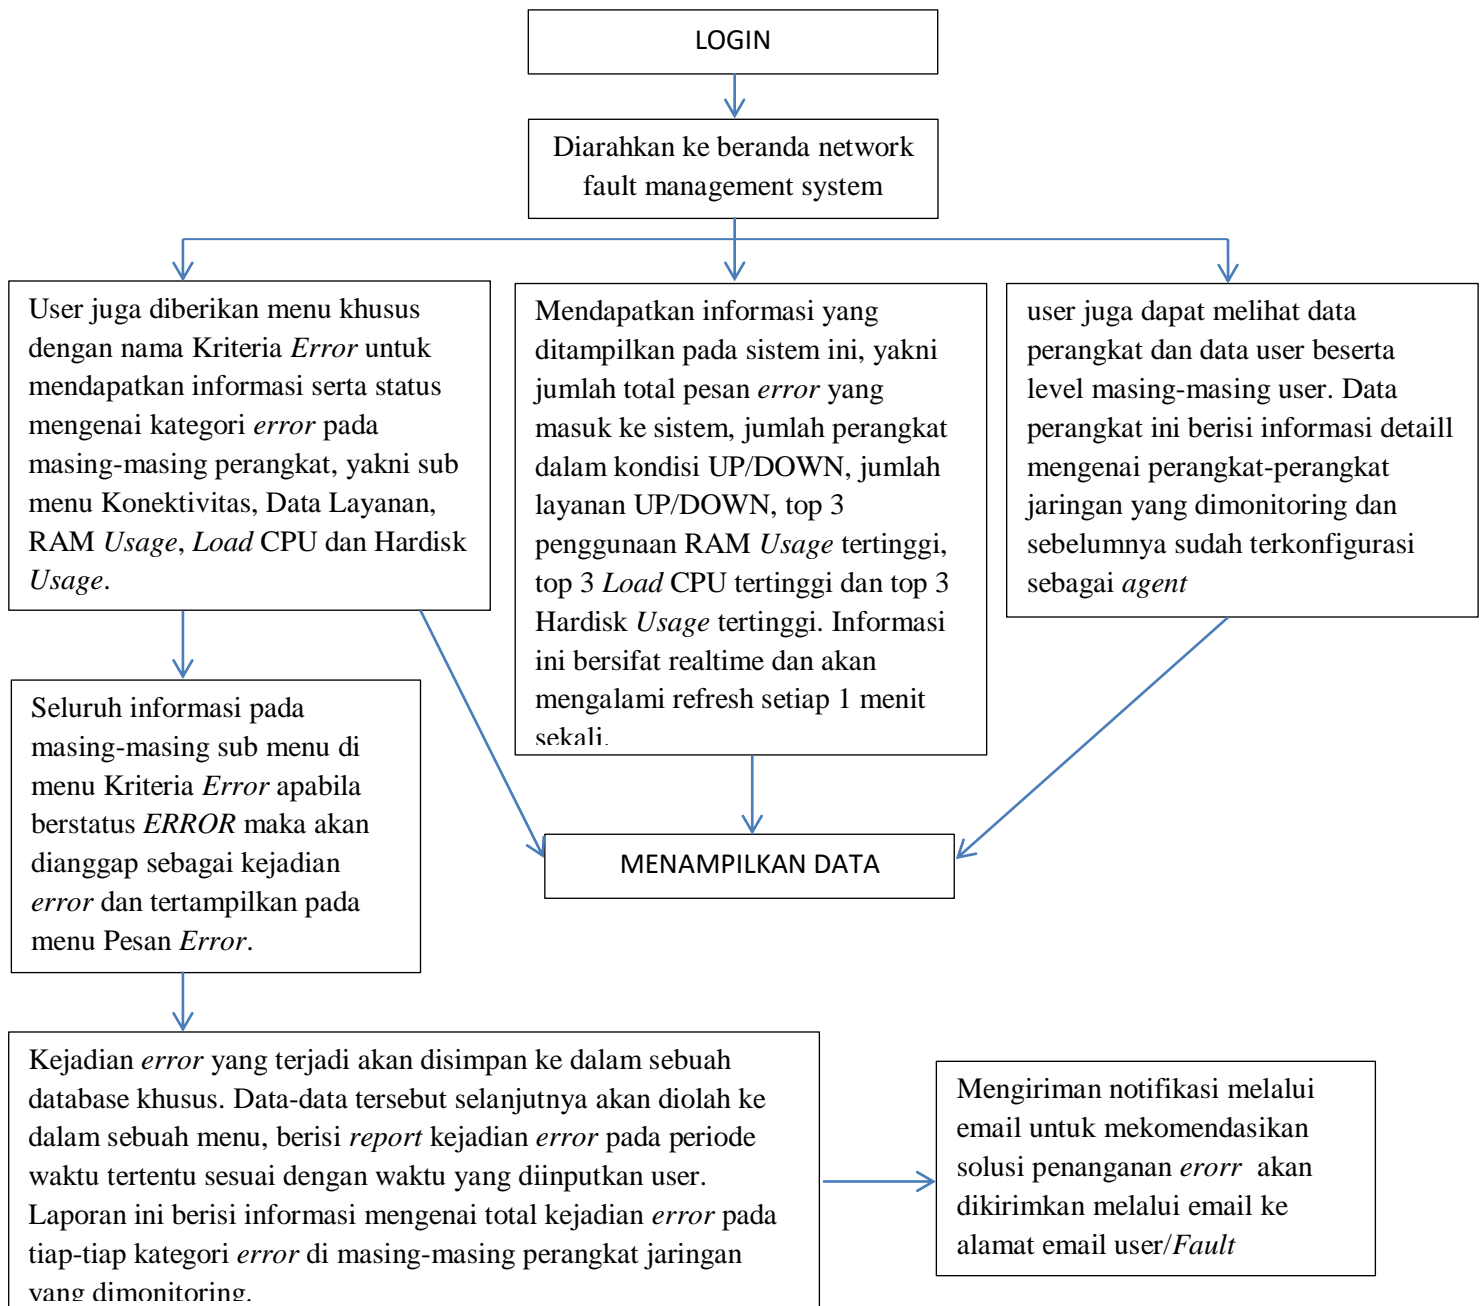 LOGIN
Diarahkan ke beranda network
fault management system
User juga diberikan menu khusus
dengan nama Kriteria Error untuk
mendapatkan informasi serta status
mengenai kategori error pada
masing-masing perangkat, yakni sub
menu Konektivitas, Data Layanan,
RAM Usage, Load CPU dan Hardisk
Usage.
Mendapatkan informasi yang
ditampilkan pada sistem ini, yakni
jumlah total pesan error yang
masuk ke sistem, jumlah perangkat
dalam kondisi UP/DOWN, jumlah
layanan UP/DOWN, top 3
penggunaan RAM Usage tertinggi,
top 3 Load CPU tertinggi dan top 3
Hardisk Usage tertinggi. Informasi
ini bersifat realtime dan akan
mengalami refresh setiap 1 menit
sekali.
user juga dapat melihat data
perangkat dan data user beserta
level masing-masing user. Data
perangkat ini berisi informasi detaill
mengenai perangkat-perangkat
jaringan yang dimonitoring dan
sebelumnya sudah terkonfigurasi
sebagai agent
Seluruh informasi pada
masing-masing sub menu di
menu Kriteria Error apabila
berstatus ERROR maka akan
dianggap sebagai kejadian
error dan tertampilkan pada
menu Pesan Error.
MENAMPILKAN DATA
Kejadian error yang terjadi akan disimpan ke dalam sebuah
database khusus. Data-data tersebut selanjutnya akan diolah ke
dalam sebuah menu, berisi report kejadian error pada periode
waktu tertentu sesuai dengan waktu yang diinputkan user.
Laporan ini berisi informasi mengenai total kejadian error pada
tiap-tiap kategori error di masing-masing perangkat jaringan
yang dimonitoring.
Mengiriman notifikasi melalui
email untuk mekomendasikan
solusi penanganan erorr akan
dikirimkan melalui email ke
alamat email user/Fault